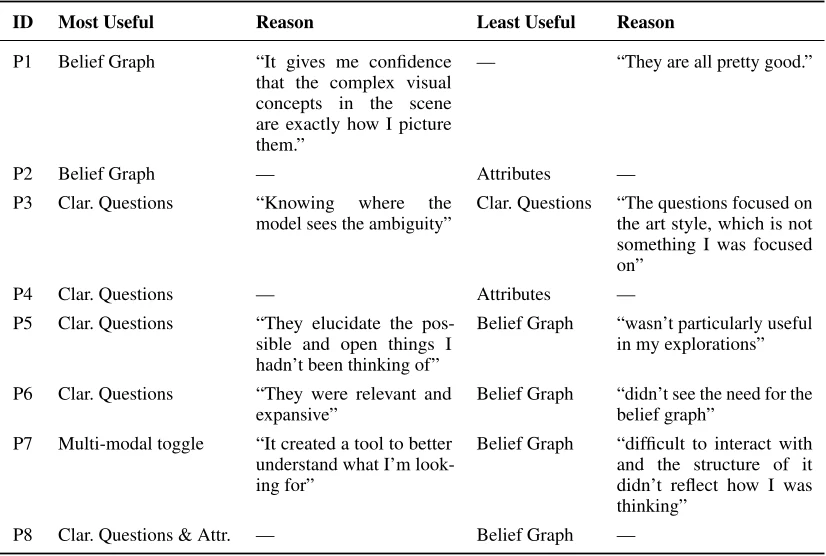 ID Most Useful Reason Least Useful Reason
P1 Belief Graph “It gives me confidence — “They are all pretty good.”
that the complex visual
concepts in the scene
are exactly how I picture
them.”
P2 Belief Graph — Attributes —
P3 Clar. Questions “Knowing where the Clar. Questions “The questions focused on
model sees the ambiguity” the art style, which is not
something I was focused
on”
P4 Clar. Questions — Attributes —
P5 Clar. Questions “They elucidate the pos- Belief Graph “wasn’t particularly useful
sible and open things I in my explorations”
hadn’t been thinking of”
P6 Clar. Questions “They were relevant and Belief Graph “didn’t see the need for the
expansive” belief graph”
P7 Multi-modal toggle “It created a tool to better Belief Graph “difficult to interact with
understand what I’m look- and the structure of it
ing for” didn’t reflect how I was
thinking”
P8 Clar. Questions & Attr. — Belief Graph —